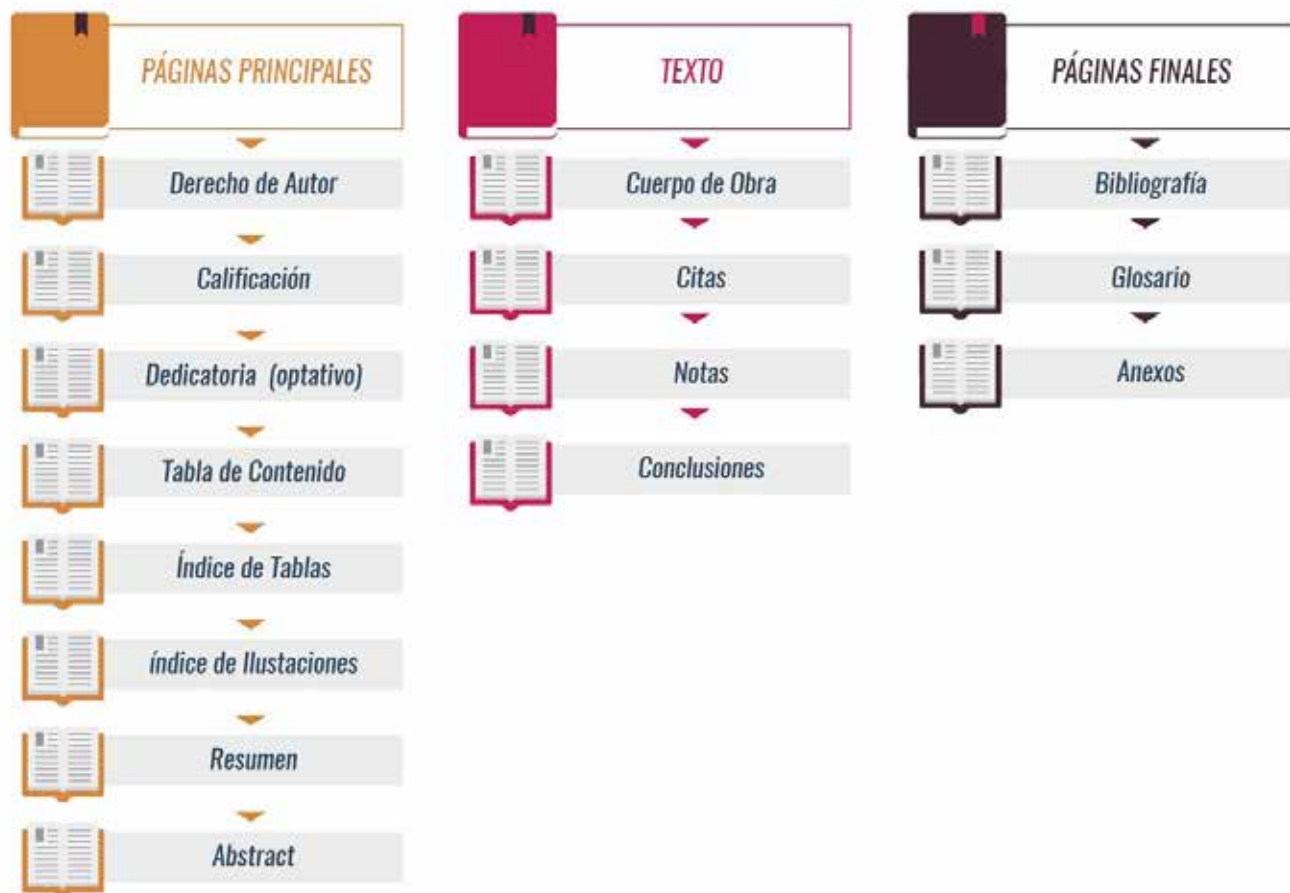 PÁGINAS PRINCIPALES
Derecho de Autor
Calificación
Dedicatoria (optativo)
Tabla de Contenido
Índice de Tablas
índice de Ilustaciones
Resumen
Abstract
TEXTO
Cuerpo de Obra
Citas
Notas
Conclusiones
PÁGINAS FINALES
Bibliografía
Glosario
Anexos